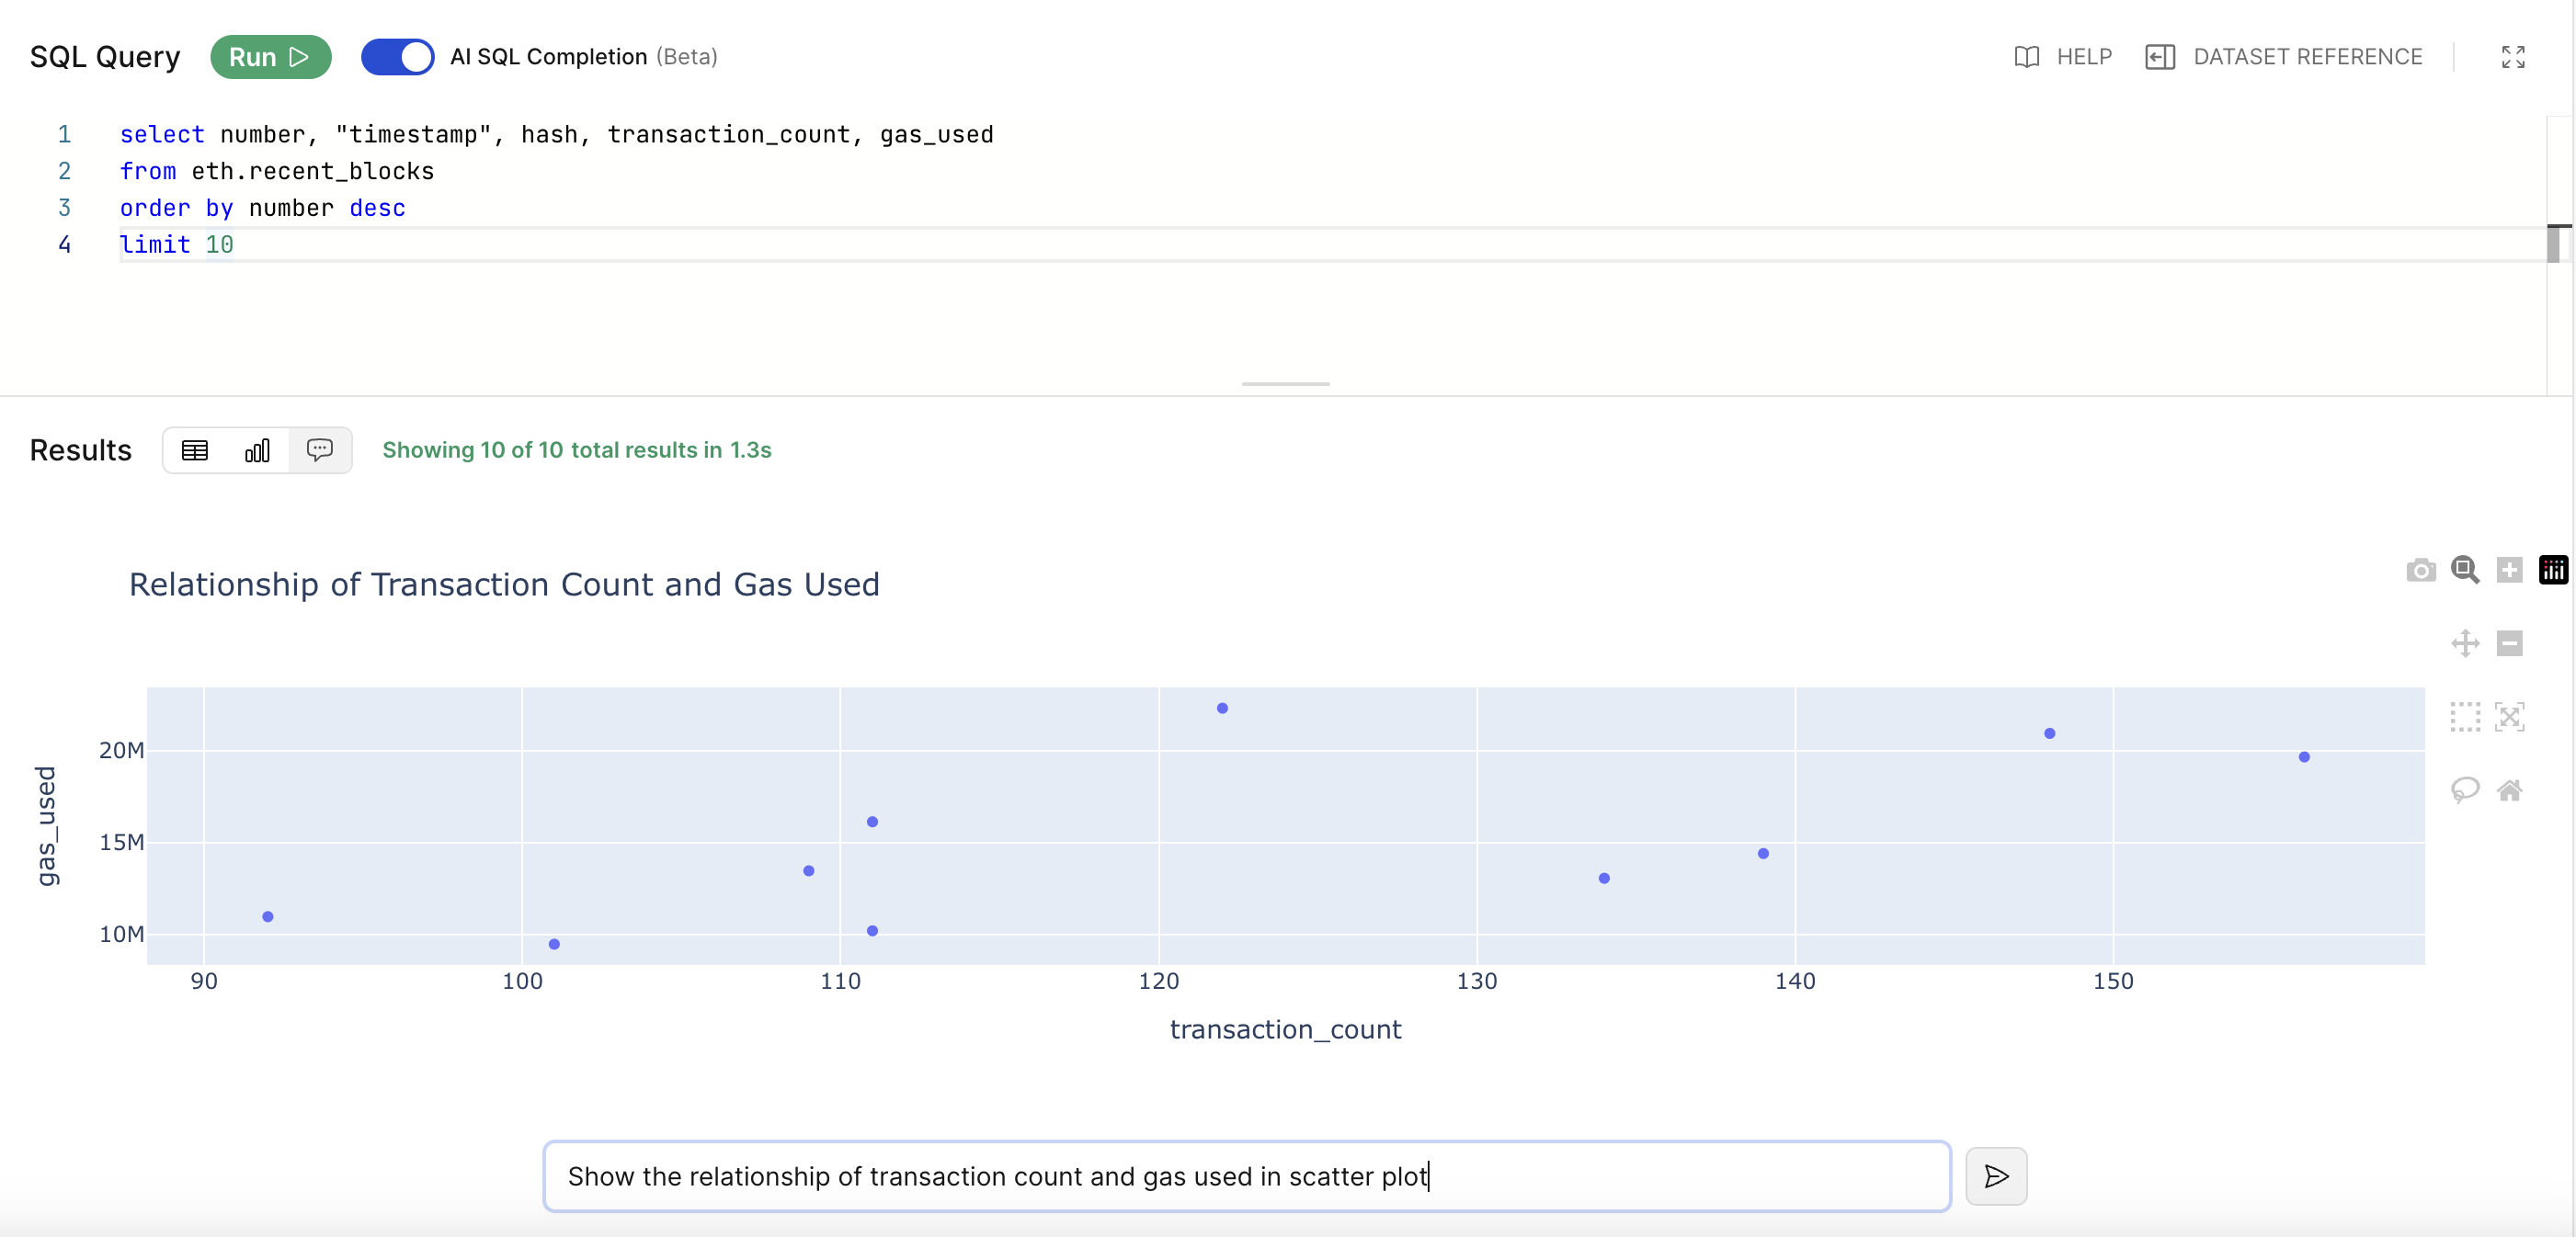 SQL Query Run AI SQL Completion (Beta) HELP DATASET REFERENCE
1 select number, "timestamp", hash, transaction_count, gas_used
2 from eth.recent_blocks
3 order by number desc
4 limit 10
Results Showing 10 of 10 total results in 1.3s
Relationship of Transaction Count and Gas Used
gas_used
20M
15M
10M
90 100 110 120 130 140 150
transaction_count
Show the relationship of transaction count and gas used in scatter plot